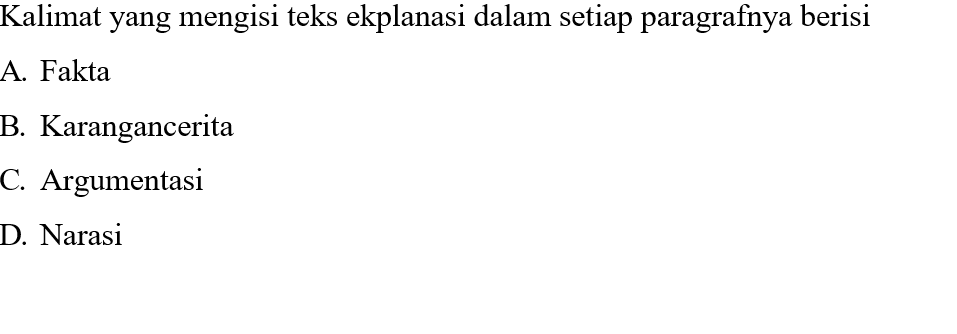 Kalimat yang mengisi teks ekplanasi dalam setiap paragrafnya berisi
A. Fakta
B. Karangancerita
C. Argumentasi
D. Narasi